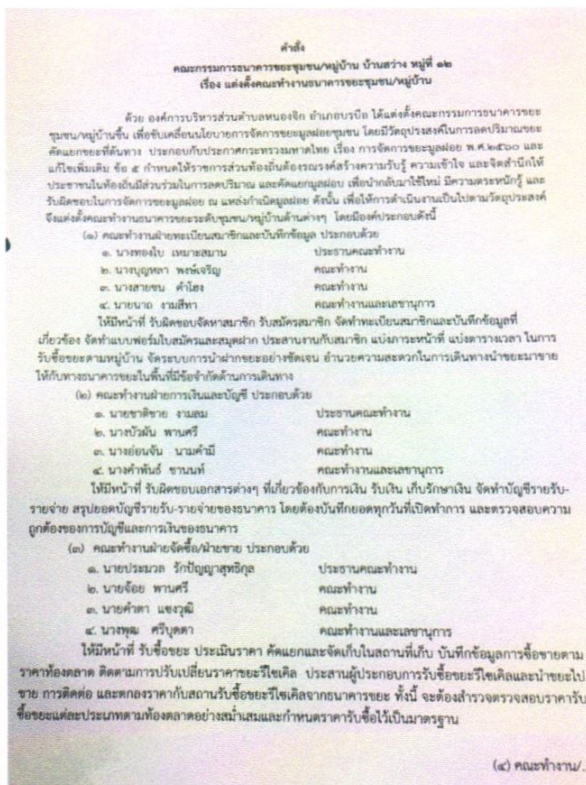 คำสั่ง
คณะกรรมการธนาคารขยะชุมชน/หมู่บ้าน บ้านสว่าง หมู่ที่ ๑๒
เรื่อง แต่งตั้งคณะทำงานธนาคารขยะชุมชน/หมู่บ้าน
ด้วย องค์การบริหารส่วนตำบลหนองจิก อำเภอบรบือ ได้แต่งตั้งคณะกรรมการธนาคารขยะ
ชุมชน/หมู่บ้านขึ้น เพื่อขับเคลื่อนนโยบายการจัดการขยะมูลฝอยชุมชน โดยมีวัตถุประสงค์ในการลดปริมาณขยะ
คัดแยกขยะที่ต้นทาง ประกอบกับประกาศกระทรวงมหาดไทย เรื่อง การจัดการขยะมูลฝอย พ.ศ.๒๕๖๐ และ
แก้ไขเพิ่มเติม ข้อ ๕ กำหนดให้ราชการส่วนท้องถิ่นต้องรณรงค์สร้างความรับรู้ ความเข้าใจ และจิตสำนึกให้
ประชาชนในท้องถิ่นมีส่วนร่วมในการลดปริมาณ และคัดแยกมูลฝอย เพื่อนำกลับมาใช้ใหม่ มีความตระหนักรู้ และ
รับผิดชอบในการจัดการขยะมูลฝอย ณ แหล่งกำเนิดมูลฝอย ดังนั้น เพื่อให้การดำเนินงานเป็นไปตามวัตถุประสงค์
จึงแต่งตั้งคณะทำงานธนาคารขยะระดับชุมชน/หมู่บ้านด้านต่างๆ โดยมีองค์ประกอบดังนี้
(๑) คณะทำงานฝ่ายทะเบียนสมาชิกและบันทึกข้อมูล ประกอบด้วย
๑. นางทองใบ เหมาะสมาน ประธานคณะทำงาน
๒. นางบุญหลา พงษ์เจริญ คณะทำงาน
๓. นางสายชน คำโฮง คณะทำงาน
๔. นายนาถ งามสีทา คณะทำงานและเลขานุการ
ให้มีหน้าที่ รับผิดชอบจัดหาสมาชิก รับสมัครสมาชิก จัดทำทะเบียนสมาชิกและบันทึกข้อมูลที่
เกี่ยวข้อง จัดทำแบบฟอร์มใบสมัครและสมุดฝาก ประสานงานกับสมาชิก แบ่งภาระหน้าที่ แบ่งตารางเวลา ในการ
รับซื้อขยะตามหมู่บ้าน จัดระบบการนำฝากขยะอย่างชัดเจน อำนวยความสะดวกในการเดินทางนำขยะมาขาย
ให้กับทางธนาคารขยะในพื้นที่มีข้อจำกัดด้านการเดินทาง
(๒) คณะทำงานฝ่ายการเงินและบัญชี ประกอบด้วย
๑. นายชาติชาย งามลม ประธานคณะทำงาน
๒. นางบัวผัน พานศรี คณะทำงาน
๓. นางอ่อนจัน นามคำมี คณะทำงาน
๔. นางคำพันธ์ ชานนท์ คณะทำงานและเลขานุการ
ให้มีหน้าที่ รับผิดชอบเอกสารต่างๆ ที่เกี่ยวข้องกับการเงิน รับเงิน เก็บรักษาเงิน จัดทำบัญชีรายรับ-
รายจ่าย สรุปยอดบัญชีรายรับ-รายจ่ายของธนาคาร โดยต้องบันทึกยอดทุกวันที่เปิดทำการ และตรวจสอบความ
ถูกต้องของการบัญชีและการเงินของธนาคาร
(๓) คณะทำงานฝ่ายจัดซื้อ/ฝ่ายขาย ประกอบด้วย
๑. นายประมวล รักปัญญาสุทธิกุล ประธานคณะทำงาน
๒. นายจ้อย พานศรี คณะทำงาน
๓. นายคำตา แซงวุฒิ คณะทำงาน
๔. นางพุฒ ศรีบุตตา คณะทำงานและเลขานุการ
ให้มีหน้าที่ รับซื้อขยะ ประเมินราคา คัดแยกและจัดเก็บในสถานที่เก็บ บันทึกข้อมูลการซื้อขายตาม
ราคาท้องตลาด ติดตามการปรับเปลี่ยนราคาขยะรีไซเคิล ประสานผู้ประกอบการรับซื้อขยะรีไซเคิลและนำขยะไป
ขาย การติดต่อ และตกลงราคากับสถานรับซื้อขยะรีไซเคิลจากธนาคารขยะ ทั้งนี้ จะต้องสำรวจตรวจสอบราคารับ
ซื้อขยะแต่ละประเภทตามท้องตลาดอย่างสม่ำเสมอและกำหนดราคารับซื้อไว้เป็นมาตรฐาน
(๔) คณะทำงาน/..